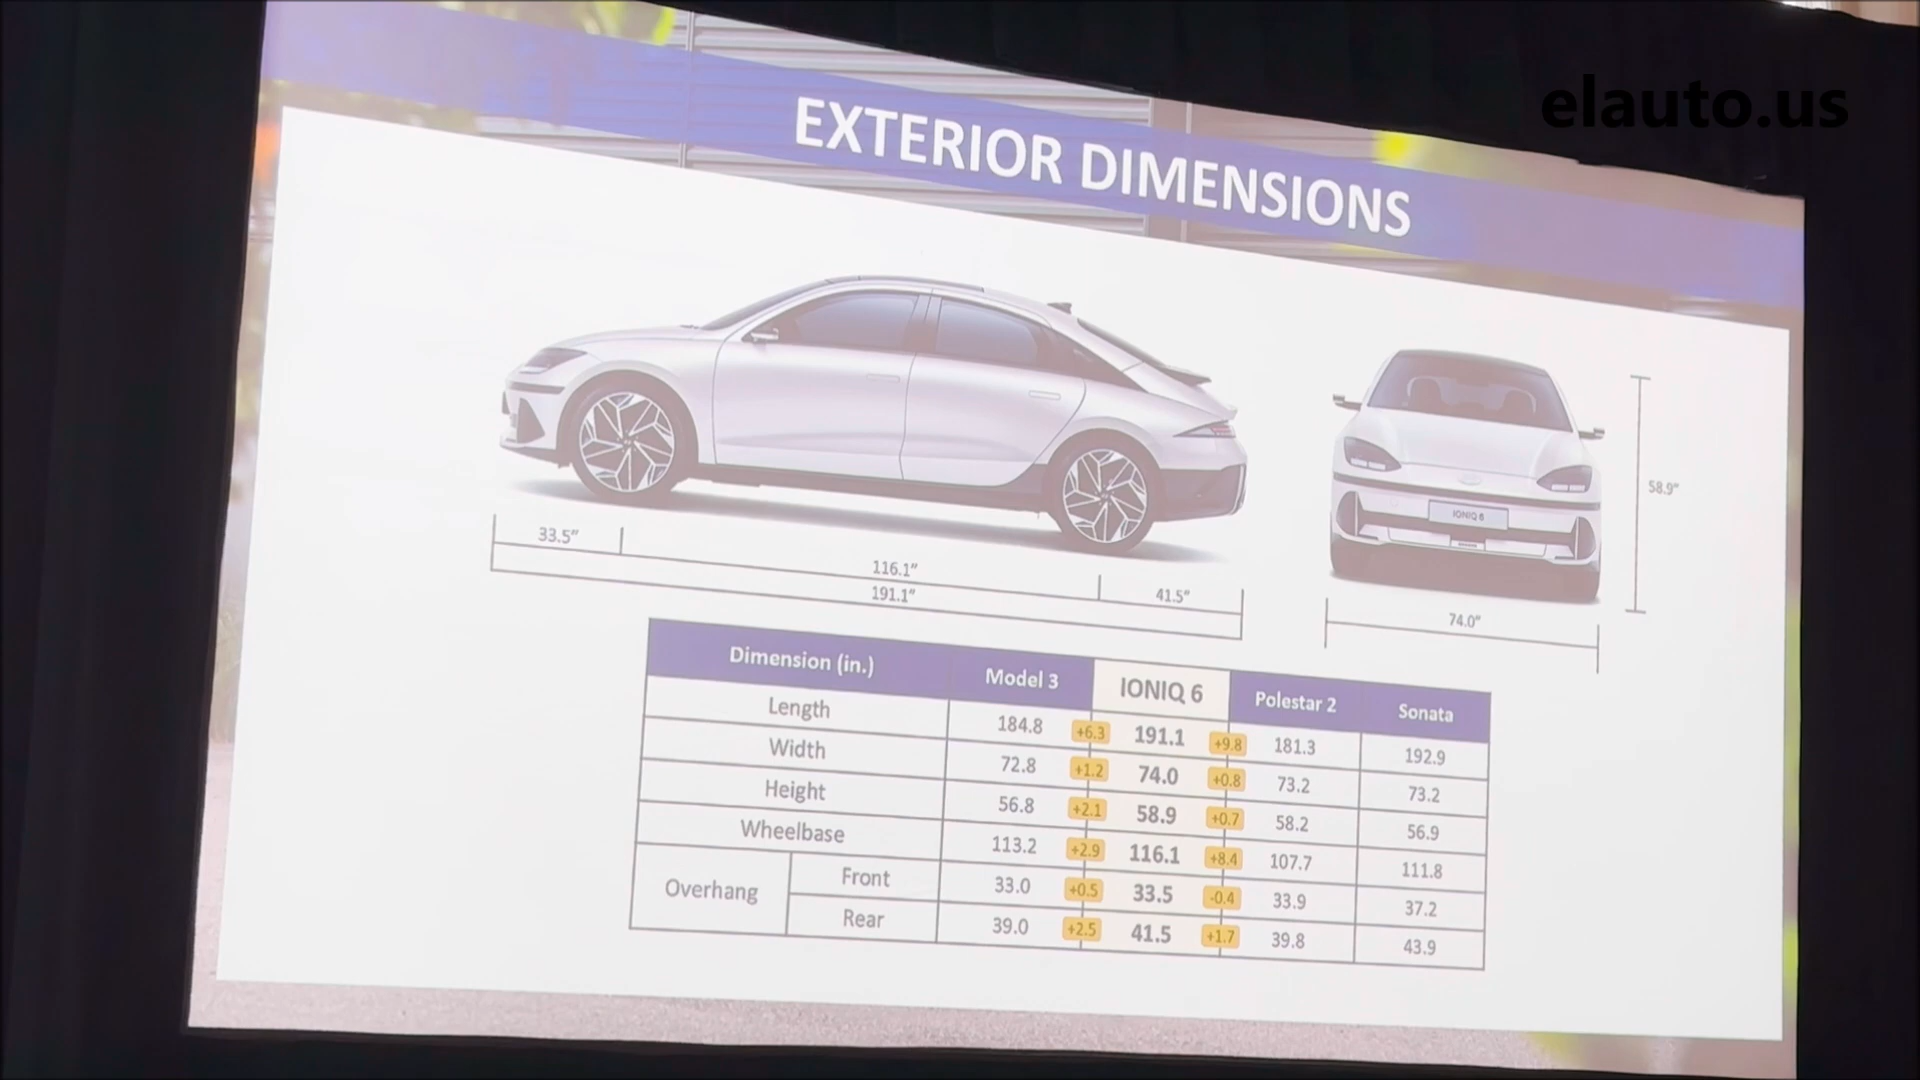 elauto.us
EXTERIOR DIMENSIONS
58.9"
IONIQ 6
33.5"
116.1"
191.1"
41.5"
74.0"
Dimension (in.) Model 3 IONIQ 6 Polestar 2 Sonata
Length 184.8 +6.3 191.1 +9.8 181.3 192.9
Width 72.8 +1.2 74.0 +0.8 73.2 73.2
Height 56.8 +2.1 58.9 +0.7 58.2 56.9
Wheelbase 113.2 +2.9 116.1 +8.4 107.7 111.8
Overhang Front 33.0 +0.5 33.5 -0.4 33.9 37.2
Rear 39.0 +2.5 41.5 +1.7 39.8 43.9